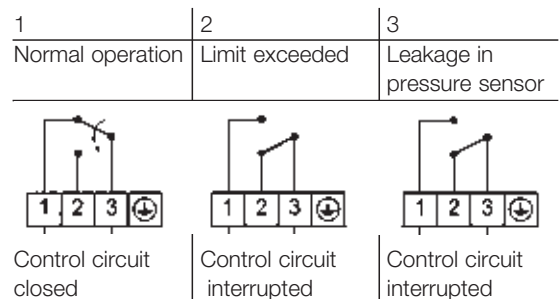 1 2 3
Normal operation Limit exceeded Leakage in
pressure sensor
1 2 3 1 2 3 1 2 3
Control circuit Control circuit Control circuit
closed interrupted interrupted